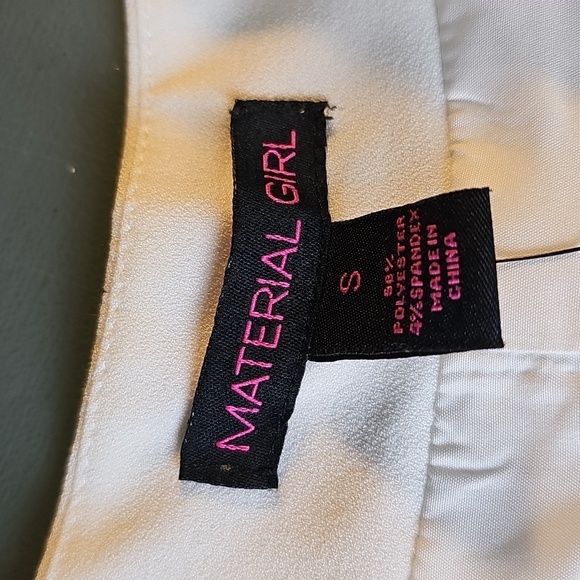 MATERIAL GIRL
S
96%
POLYESTER
4% SPANDEX
MADE IN
CHINA